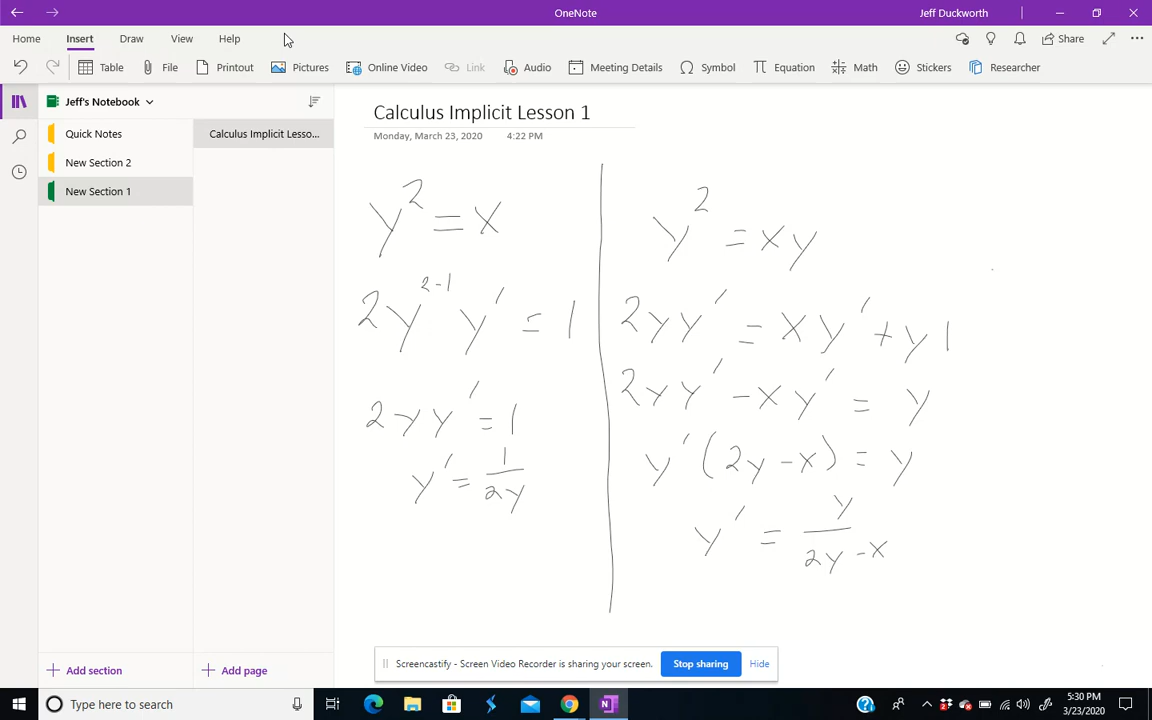 OneNote
Jeff Duckworth
Home Insert Draw View Help
Share
Table File Printout Pictures Online Video Link Audio Meeting Details Symbol Equation Math Stickers Researcher
Jeff's Notebook
Quick Notes
New Section 2
New Section 1
Calculus Implicit Lesso...
Calculus Implicit Lesson 1
Monday, March 23, 2020 4:22 PM
y² = x
2y²⁻¹ y' = 1
2yy' = 1
y' = 1/2y
y² = xy
2yy' = xy' + y1
2yy' - xy' = y
y'(2y - x) = y
y' = y/2y - x
Add section
Add page
Screencastify - Screen Video Recorder is sharing your screen. Stop sharing Hide
Type here to search
5:30 PM
3/23/2020